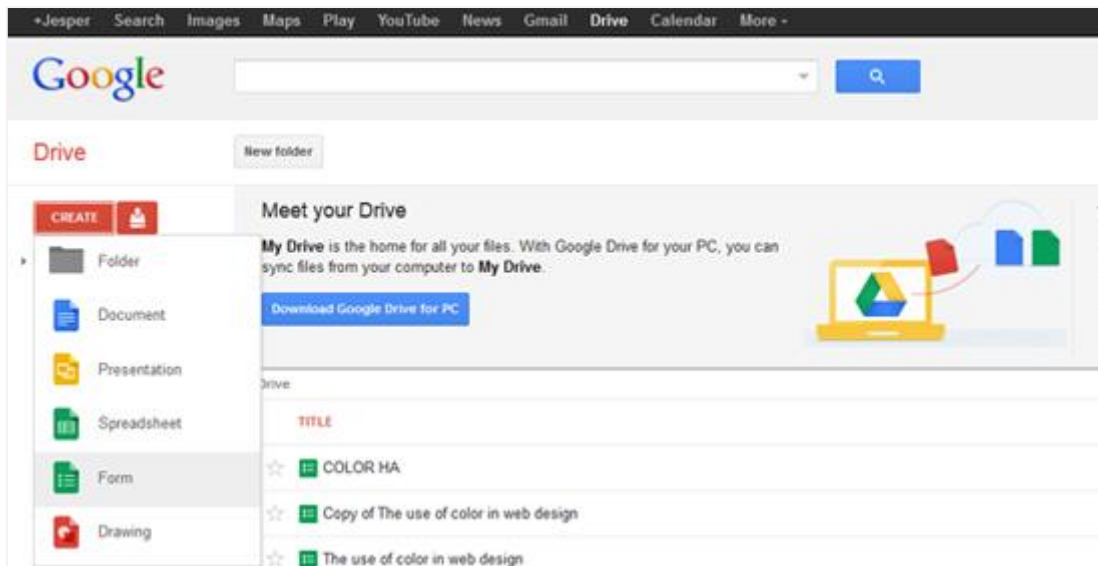 +Jesper Search Images Maps Play YouTube News Gmail Drive Calendar More
Google
Drive
New folder
CREATE
Meet your Drive
My Drive is the home for all your files. With Google Drive for your PC, you can
sync files from your computer to My Drive.
Download Google Drive for PC
Folder
Document
Presentation
Spreadsheet
Form
Drawing
Drive
TITLE
COLOR HA
Copy of The use of color in web design
The use of color in web design